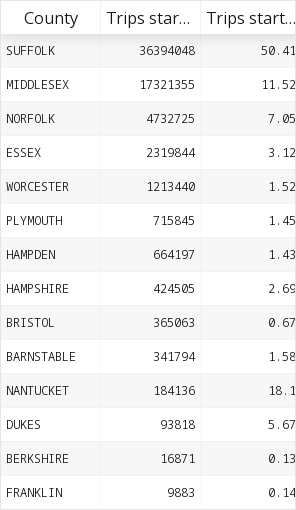 County Trips star... Trips start...
SUFFOLK 36394048 50.41
MIDDLESEX 17321355 11.52
NORFOLK 4732725 7.05
ESSEX 2319844 3.12
WORCESTER 1213440 1.52
PLYMOUTH 715845 1.45
HAMPDEN 664197 1.43
HAMPSHIRE 424505 2.69
BRISTOL 365063 0.67
BARNSTABLE 341794 1.58
NANTUCKET 184136 18.1
DUKES 93818 5.67
BERKSHIRE 16871 0.13
FRANKLIN 9883 0.14